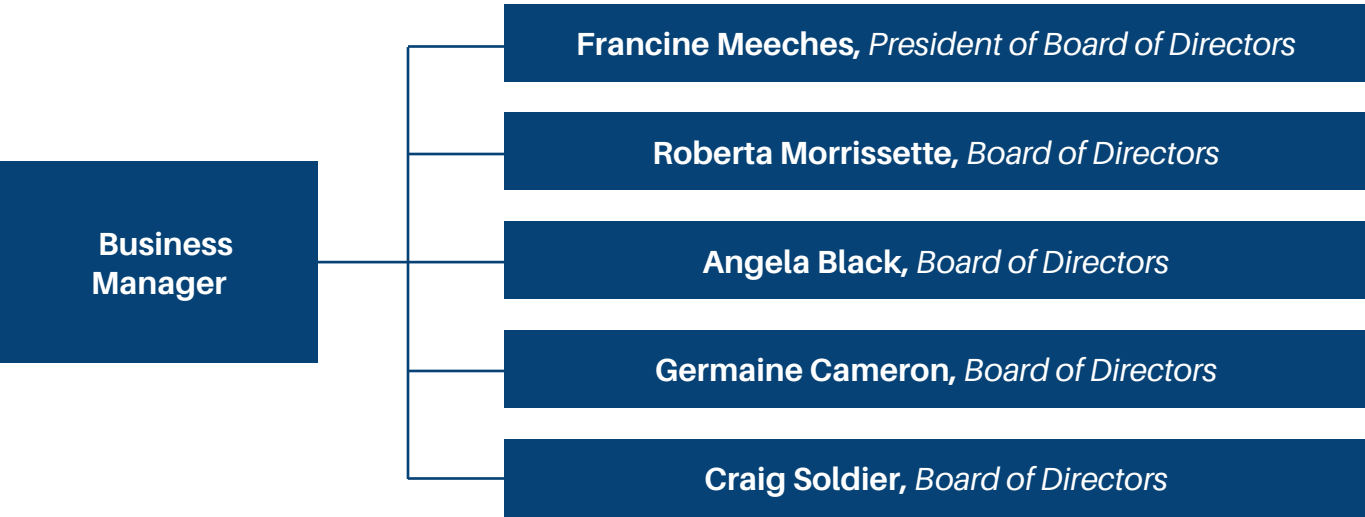 Business
Manager
Francine Meeches, President of Board of Directors
Roberta Morrissette, Board of Directors
Angela Black, Board of Directors
Germaine Cameron, Board of Directors
Craig Soldier, Board of Directors